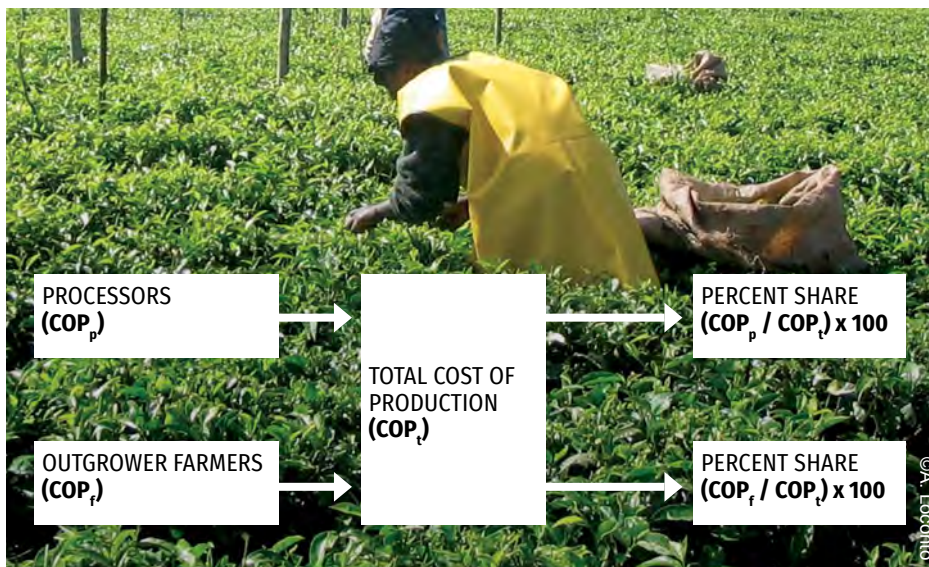 PROCESSORS
(COPp)
PERCENT SHARE
(COPp / COPt) x 100
TOTAL COST OF
PRODUCTION
(COPt)
OUTGROWER FARMERS
(COPf)
PERCENT SHARE
(COPf / COPt) x 100
©A. Loconto